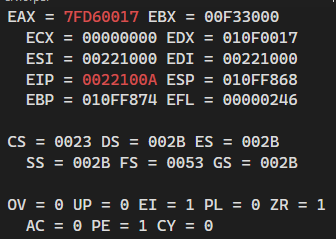 EAX = 7FD60017 EBX = 00F33000
ECX = 00000000 EDX = 010F0017
ESI = 00221000 EDI = 00221000
EIP = 0022100A ESP = 010FF868
EBP = 010FF874 EFL = 00000246
CS = 0023 DS = 002B ES = 002B
SS = 002B FS = 0053 GS = 002B
OV = 0 UP = 0 EI = 1 PL = 0 ZR = 1
AC = 0 PE = 1 CY = 0